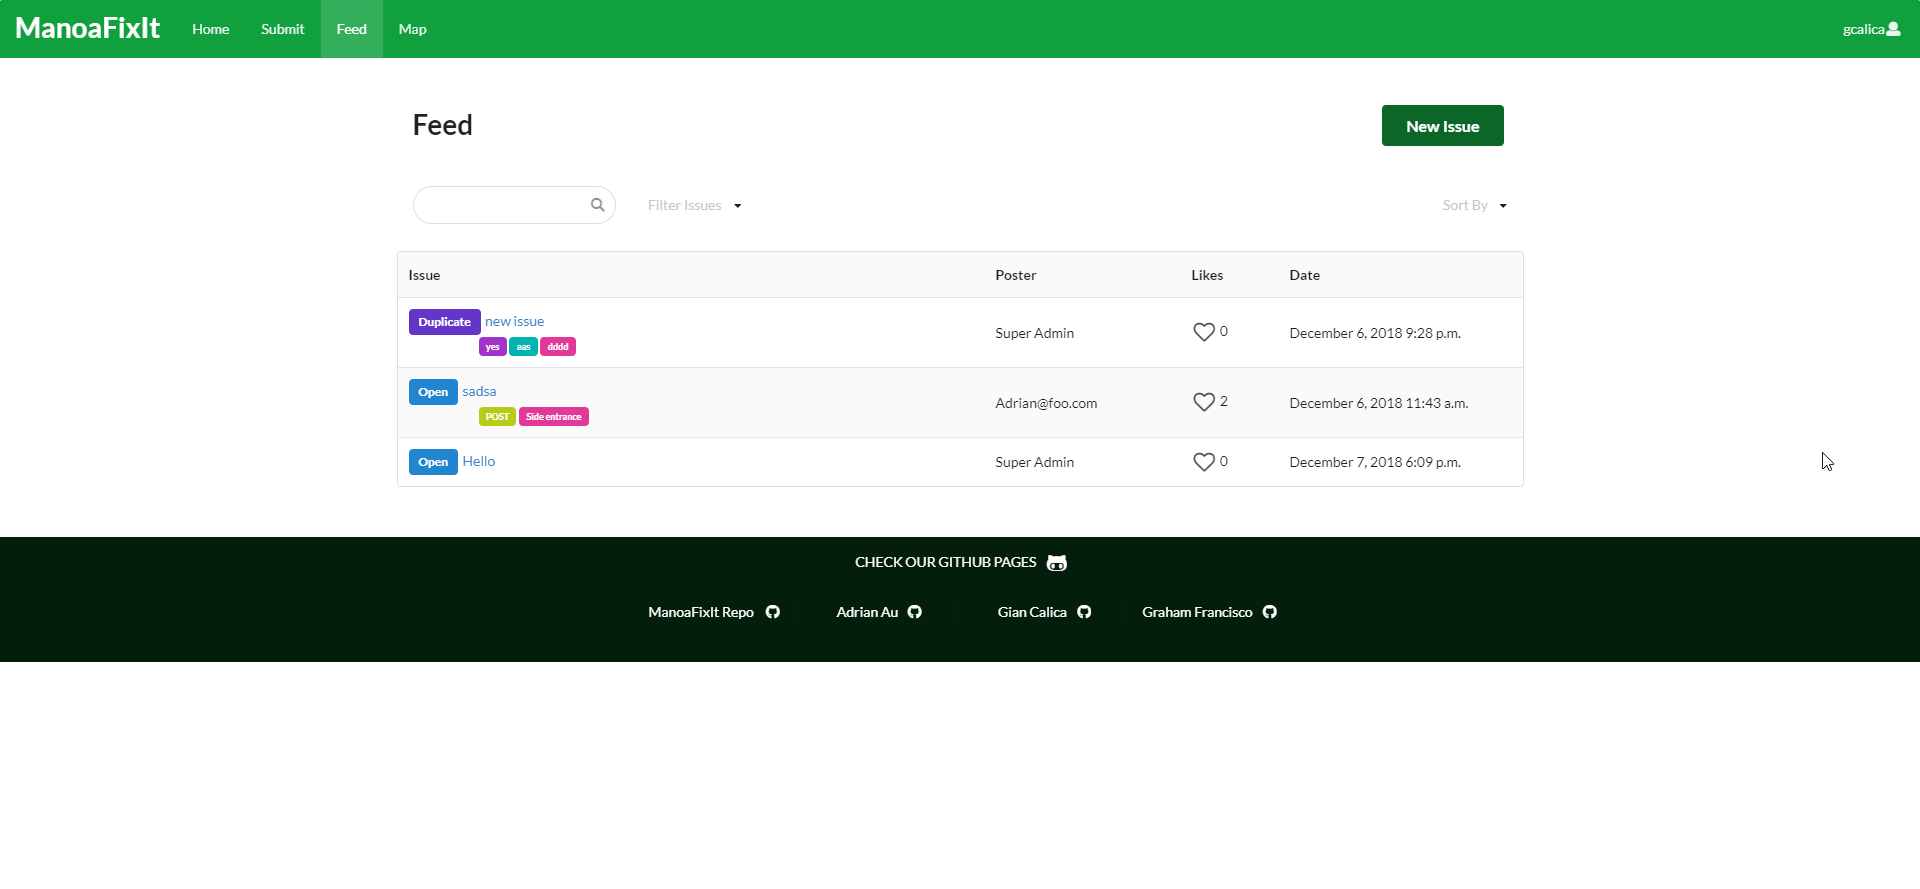 ManoaFixIt Home Submit Feed Map gcalica
Feed New Issue
Filter Issues Sort By
Issue Poster Likes Date
Duplicate new issue Super Admin 0 December 6, 2018 9:28 p.m.
yes aas dddd
Open sadsa Adrian@foo.com 2 December 6, 2018 11:43 a.m.
POST Side entrance
Open Hello Super Admin 0 December 7, 2018 6:09 p.m.
CHECK OUR GITHUB PAGES
ManoaFixIt Repo Adrian Au Gian Calica Graham Francisco